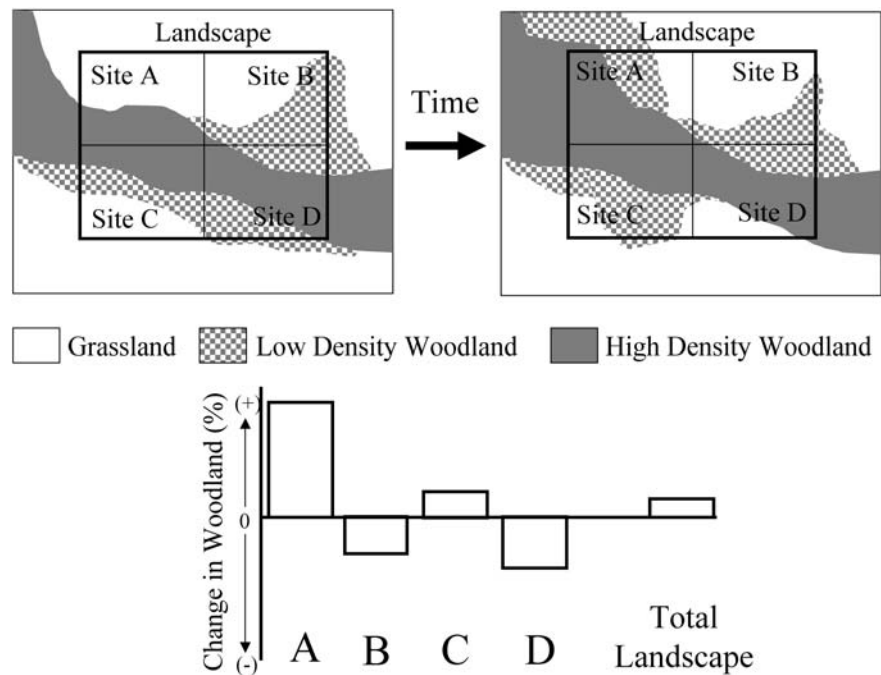 Landscape
Site A
Site B
Site C
Site D
Time
Landscape
Site A
Site B
Site C
Site D
Grassland
Low Density Woodland
High Density Woodland
Change in Woodland (%)
(+)
0
(-)
A
B
C
D
Total
Landscape